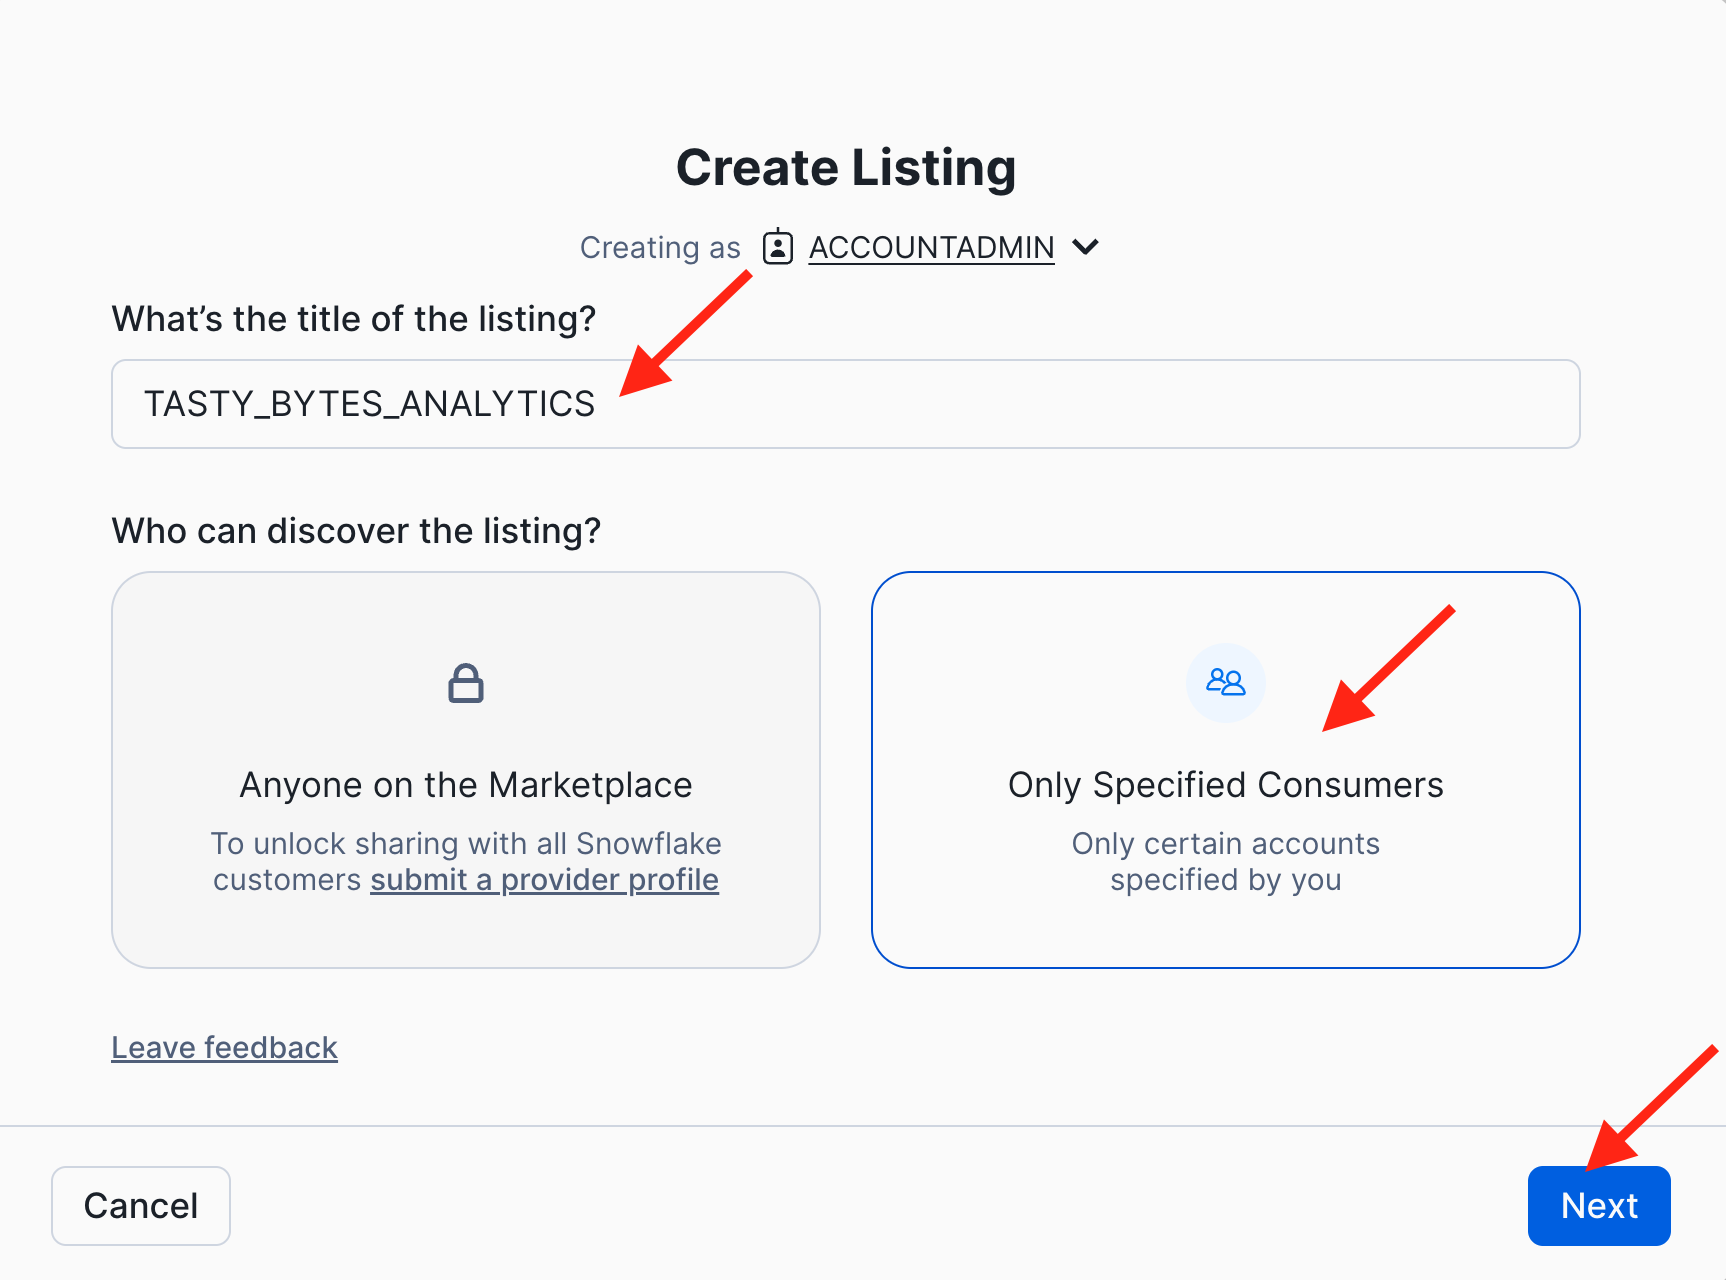 Create Listing
Creating as ACCOUNTADMIN
What’s the title of the listing?
TASTY_BYTES_ANALYTICS
Who can discover the listing?
Anyone on the Marketplace
To unlock sharing with all Snowflake
customers submit a provider profile
Only Specified Consumers
Only certain accounts
specified by you
Leave feedback
Cancel
Next